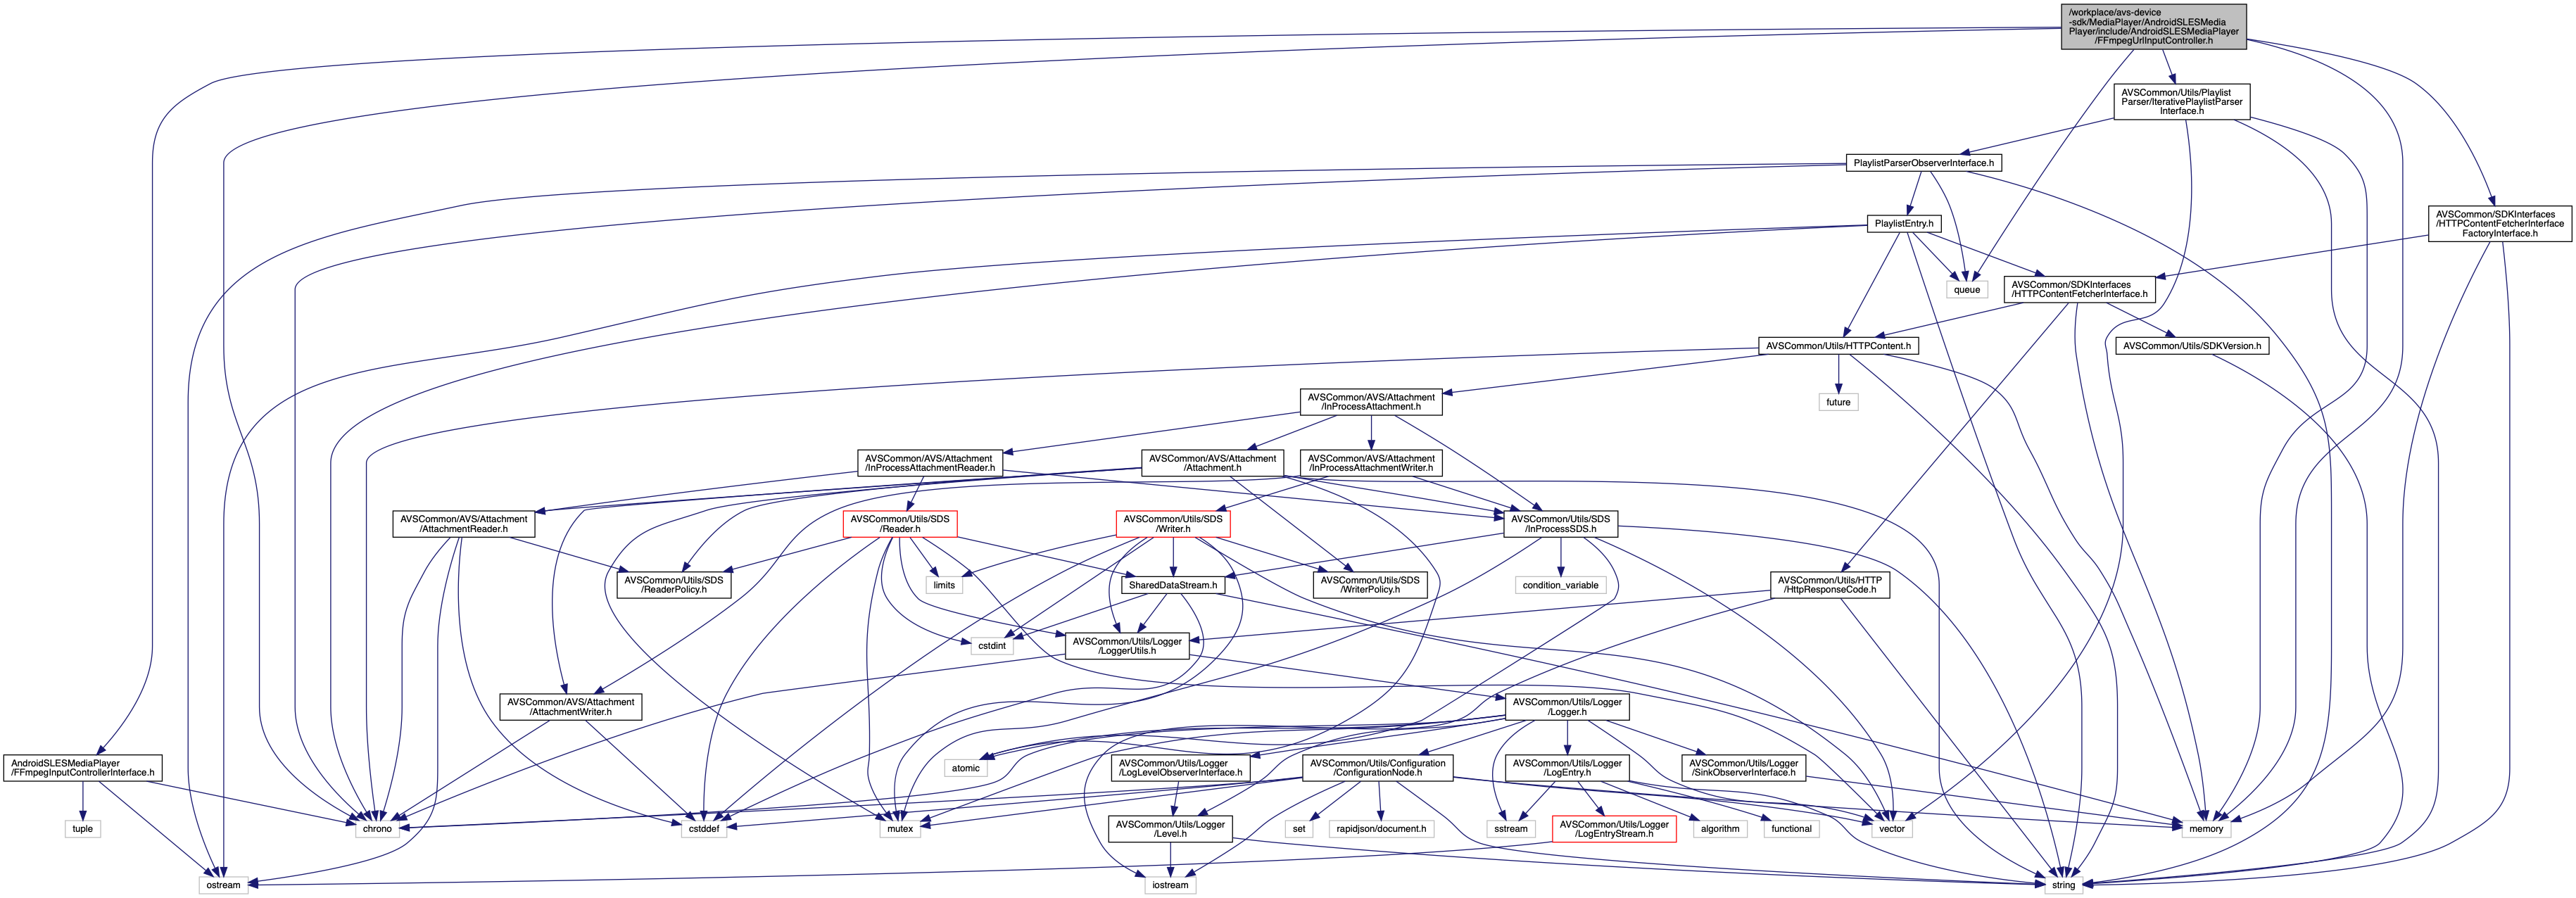 /workplace/avs-device
-sdk/MediaPlayer/AndroidSLESMedia
Player/include/AndroidSLESMediaPlayer
/FFmpegUrlInputController.h
AVSCommon/Utils/Playlist
Parser/IterativePlaylistParser
Interface.h
PlaylistParserObserverInterface.h
PlaylistEntry.h
AVSCommon/SDKInterfaces
/HTTPContentFetcherInterface
FactoryInterface.h
queue
AVSCommon/SDKInterfaces
/HTTPContentFetcherInterface.h
AVSCommon/Utils/HTTPContent.h
AVSCommon/Utils/SDKVersion.h
AVSCommon/AVS/Attachment
/InProcessAttachment.h
future
AVSCommon/AVS/Attachment
/InProcessAttachmentReader.h
AVSCommon/AVS/Attachment
/Attachment.h
AVSCommon/AVS/Attachment
/InProcessAttachmentWriter.h
AVSCommon/AVS/Attachment
/AttachmentReader.h
AVSCommon/Utils/SDS
/Reader.h
AVSCommon/Utils/SDS
/Writer.h
AVSCommon/Utils/SDS
/InProcessSDS.h
AVSCommon/Utils/SDS
/ReaderPolicy.h
limits
SharedDataStream.h
AVSCommon/Utils/SDS
/WriterPolicy.h
condition_variable
AVSCommon/Utils/HTTP
/HttpResponseCode.h
cstdint
AVSCommon/Utils/Logger
/LoggerUtils.h
AVSCommon/AVS/Attachment
/AttachmentWriter.h
AVSCommon/Utils/Logger
/Logger.h
AndroidSLESMediaPlayer
/FFmpegInputControllerInterface.h
atomic
AVSCommon/Utils/Logger
/LogLevelObserverInterface.h
AVSCommon/Utils/Configuration
/ConfigurationNode.h
AVSCommon/Utils/Logger
/LogEntry.h
AVSCommon/Utils/Logger
/SinkObserverInterface.h
tuple
chrono
cstddef
mutex
AVSCommon/Utils/Logger
/Level.h
set
rapidjson/document.h
sstream
AVSCommon/Utils/Logger
/LogEntryStream.h
algorithm
functional
vector
memory
ostream
iostream
string